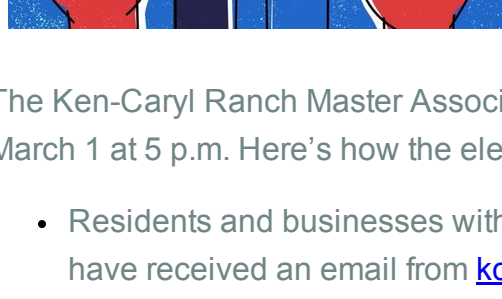 The Ken-Caryl Ranch Master Associ
March 1 at 5 p.m. Here's how the ele
• Residents and businesses with
have received an email from